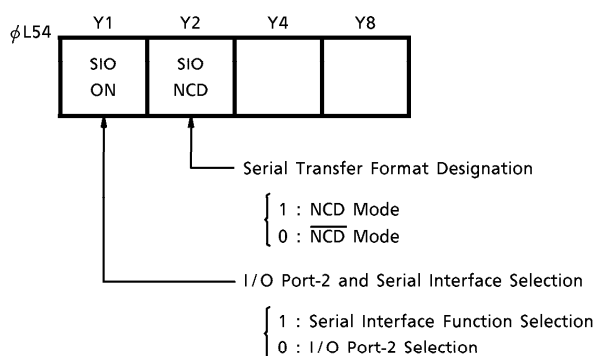 Y1 Y2 Y4 Y8
ϕL54
SIO ON
SIO NCD
Serial Transfer Format Designation
1 : NCD Mode
0 : N̅C̅D̅ Mode
I/O Port-2 and Serial Interface Selection
1 : Serial Interface Function Selection
0 : I/O Port-2 Selection